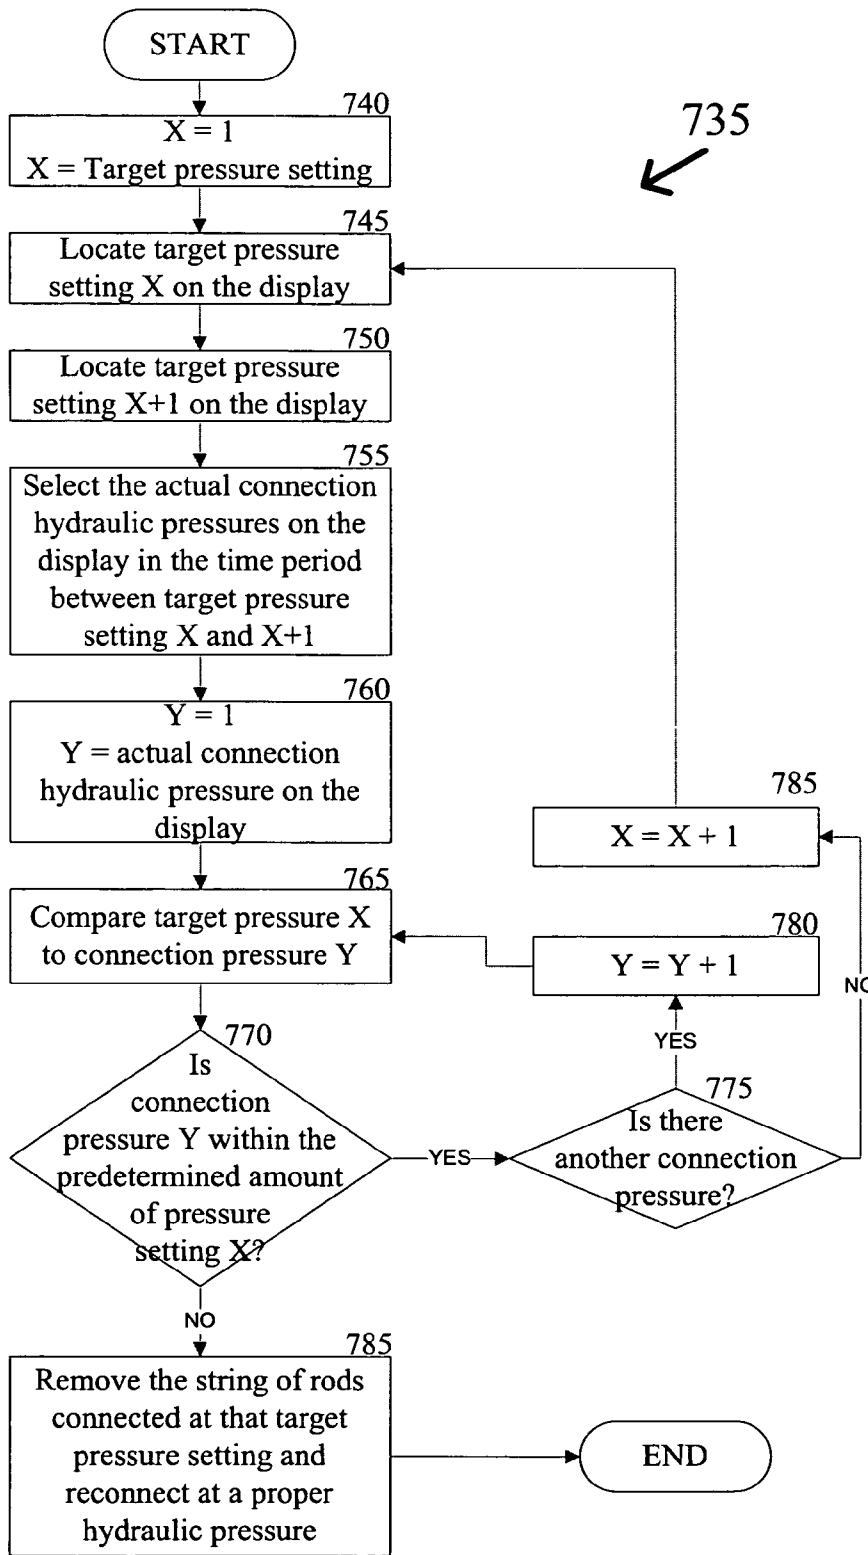 START
740
X = 1
X = Target pressure setting
735
745
Locate target pressure
setting X on the display
750
Locate target pressure
setting X+1 on the display
755
Select the actual connection
hydraulic pressures on the
display in the time period
between target pressure
setting X and X+1
760
Y = 1
Y = actual connection
hydraulic pressure on the
display
785
X = X + 1
765
Compare target pressure X
to connection pressure Y
780
Y = Y + 1
NO
YES
770
Is
connection
pressure Y within the
predetermined amount
of pressure
setting X?
YES
775
Is there
another connection
pressure?
NO
785
Remove the string of rods
connected at that target
pressure setting and
reconnect at a proper
hydraulic pressure
END